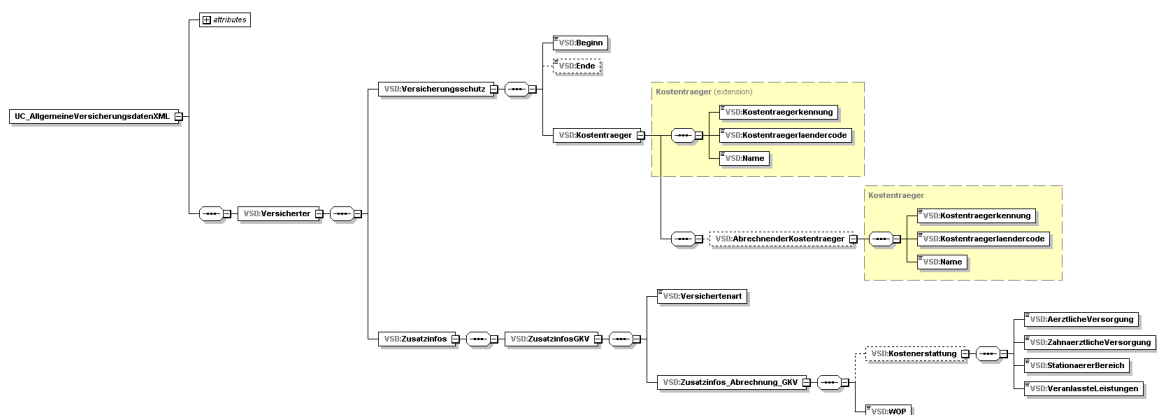 attributes
UC_AllgemeineVersicherungsdatenXML
VSD:Versicherter
VSD:Versicherungsschutz
VSD:Beginn
VSD:Ende
VSD:Kostentraeger
Kostentraeger (extension)
VSD:Kostentraegerkennung
VSD:Kostentraegerlaendercode
VSD:Name
VSD:AbrechnenderKostentraeger
Kostentraeger
VSD:Kostentraegerkennung
VSD:Kostentraegerlaendercode
VSD:Name
VSD:Zusatzinfos
VSD:ZusatzinfosGKV
VSD:Versichertenart
VSD:Zusatzinfos_Abrechnung_GKV
VSD:Kostenerstattung
VSD:AerztlicheVersorgung
VSD:ZahnaerztlicheVersorgung
VSD:StationaererBereich
VSD:VeranlassteLeistungen
VSD:WOP